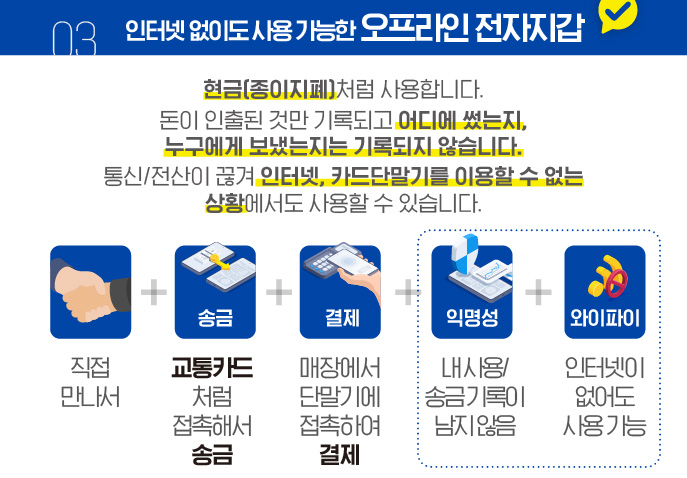 03
인터넷 없이도 사용 가능한 오프라인 전자지갑
현금(종이지폐)처럼 사용합니다.
돈이 인출된 것만 기록되고 어디에 썼는지,
누구에게 보냈는지는 기록되지 않습니다.
통신/전산이 끊겨 인터넷, 카드단말기를 이용할 수 없는
상황에서도 사용할 수 있습니다.
직접
만나서
+
송금
교통카드
처럼
접촉해서
송금
+
결제
매장에서
단말기에
접촉하여
결제
+
익명성
내 사용/
송금 기록이
남지 않음
+
와이파이
인터넷이
없어도
사용 가능